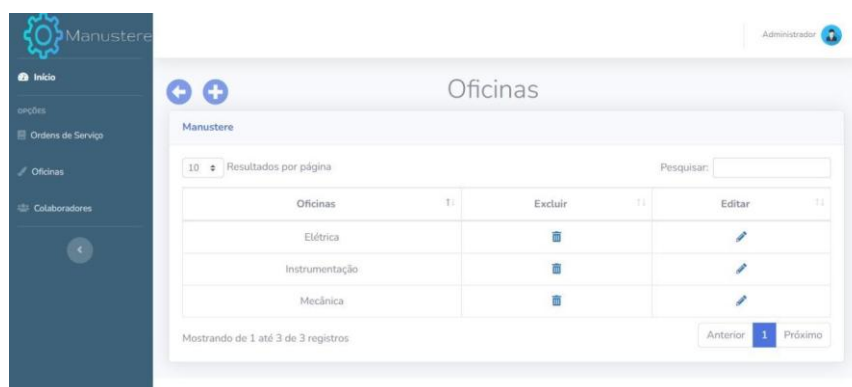 Manustere
Administrador
Início
OPÇÕES
Ordens de Serviço
Oficinas
Colaboradores
Oficinas
Manustere
10 Resultados por página
Pesquisar:
Oficinas Excluir Editar
Elétrica
Instrumentação
Mecânica
Mostrando de 1 até 3 de 3 registros
Anterior 1 Próximo